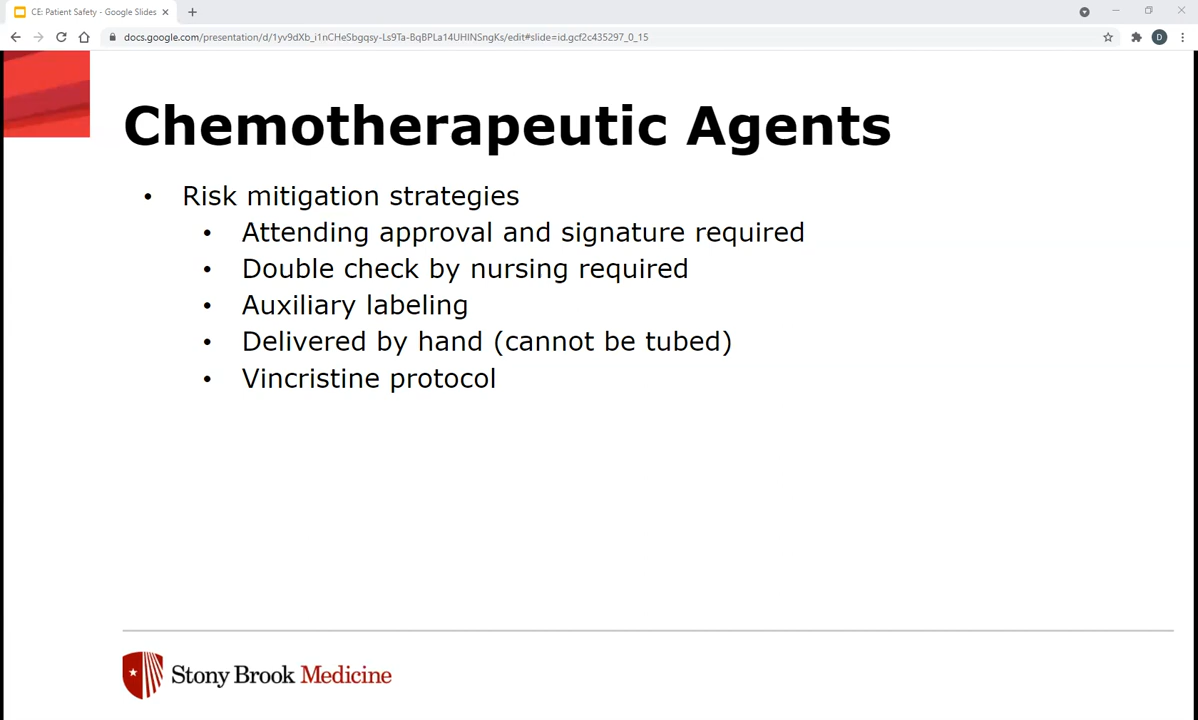 CE: Patient Safety - Google Slides
docs.google.com/presentation/d/1yv9dXb_i1nCHeSbgqsy-Ls9Ta-BqBPLa14UHINSngKs/edit#slide=id.gcf2c435297_0_15
D
Chemotherapeutic Agents
• Risk mitigation strategies
• Attending approval and signature required
• Double check by nursing required
• Auxiliary labeling
• Delivered by hand (cannot be tubed)
• Vincristine protocol
Stony Brook Medicine